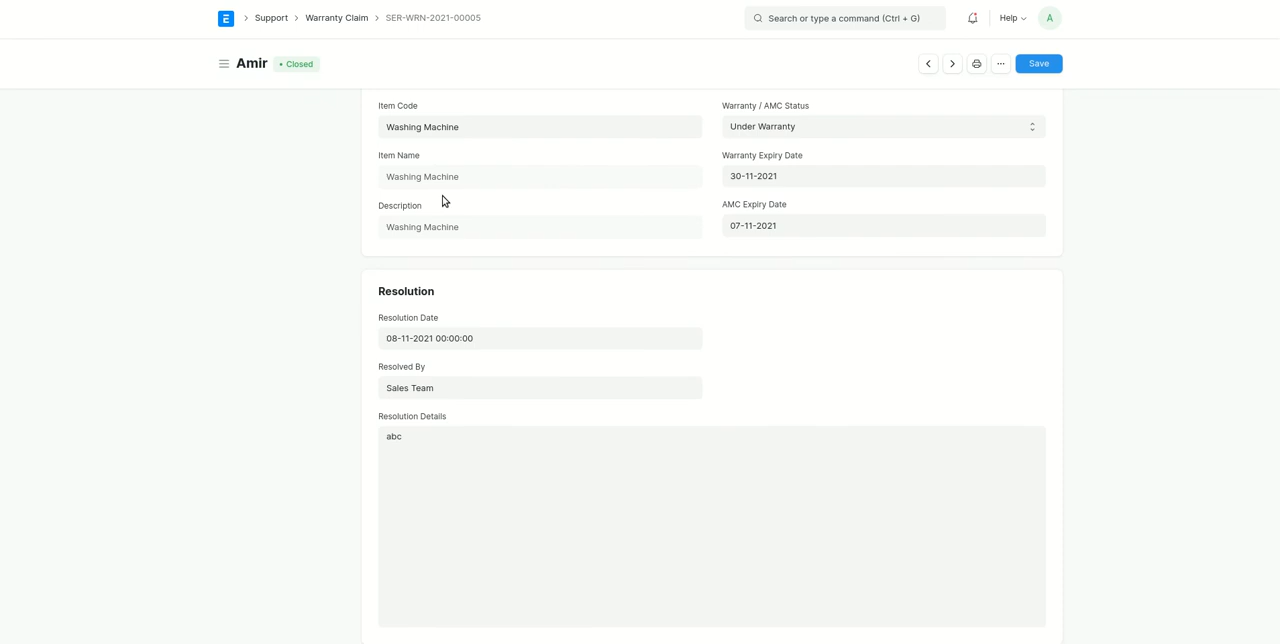 E
Support
Warranty Claim
SER-WRN-2021-00005
Search or type a command (Ctrl + G)
Help
A
Amir
Closed
Save
Item Code
Washing Machine
Item Name
Washing Machine
Description
Washing Machine
Warranty / AMC Status
Under Warranty
Warranty Expiry Date
30-11-2021
AMC Expiry Date
07-11-2021
Resolution
Resolution Date
08-11-2021 00:00:00
Resolved By
Sales Team
Resolution Details
abc